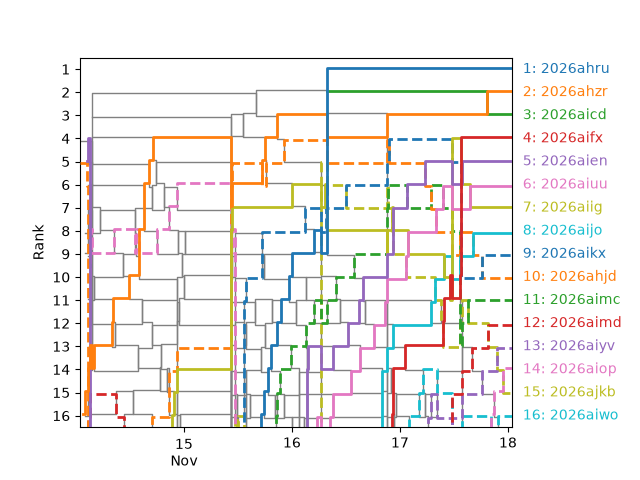 Rank
1
2
3
4
5
6
7
8
9
10
11
12
13
14
15
16
15
16
17
18
Nov
1: 2026ahru
2: 2026ahzr
3: 2026aicd
4: 2026aifx
5: 2026aien
6: 2026aiuu
7: 2026aiig
8: 2026aijo
9: 2026aikx
10: 2026ahjd
11: 2026aimc
12: 2026aimd
13: 2026aiyv
14: 2026aiop
15: 2026ajkb
16: 2026aiwo